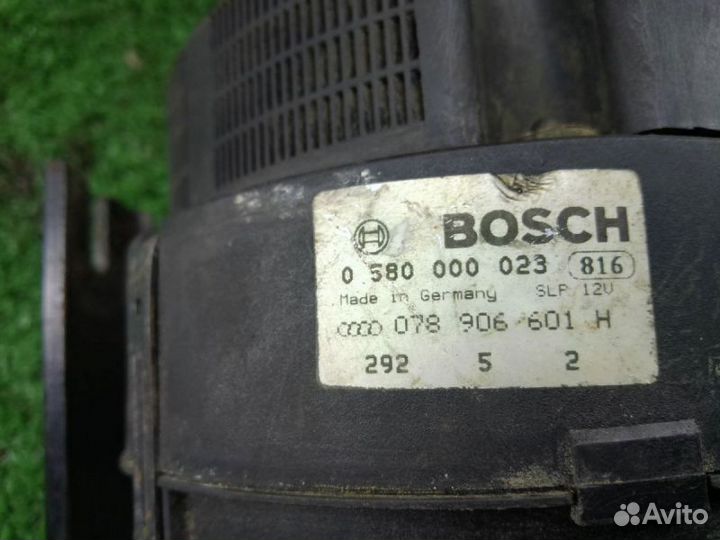 BOSCH
0 580 000 023 816
Made in Germany SLP 12V
078 906 601 H
292 5 2
Avito